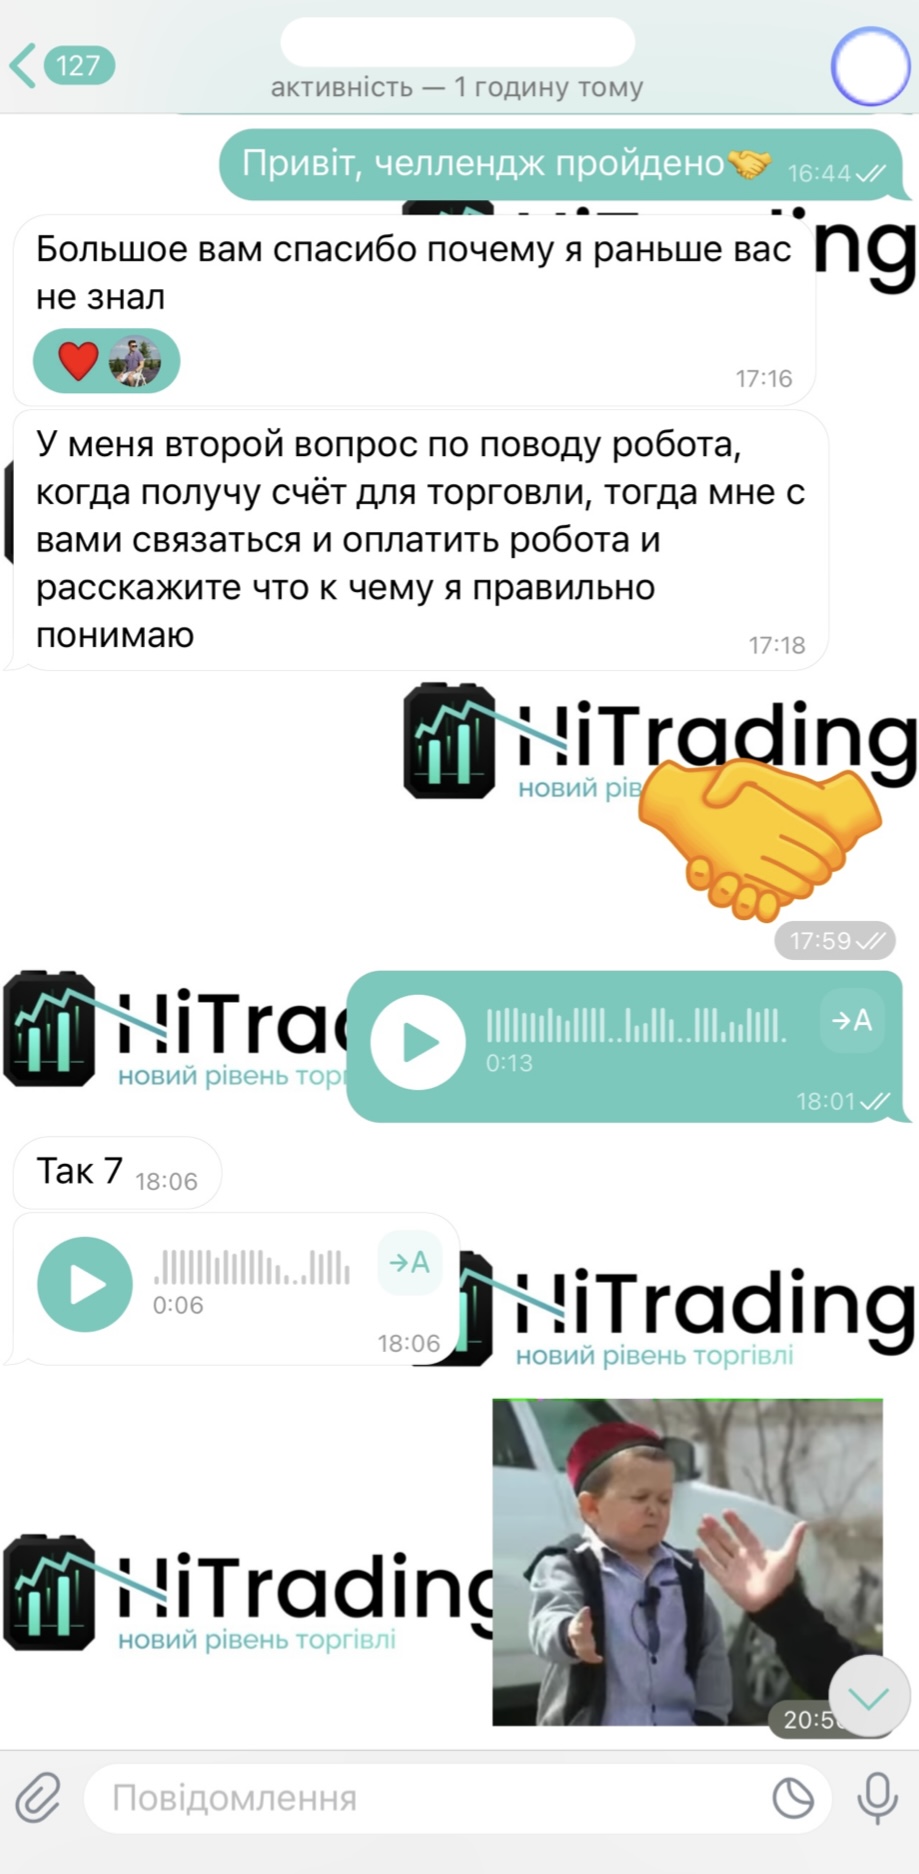 127
активність — 1 годину тому
Привіт, челлендж пройдено🤝 16:44
ng
Большое вам спасибо почему я раньше вас
не знал
❤️
17:16
У меня второй вопрос по поводу робота,
когда получу счёт для торговли, тогда мне с
вами связаться и оплатить робота и
расскажите что к чему я правильно
понимаю
17:18
HiTrading
новий рів
🤝
17:59
HiTrad
новий рівень торг
→A
0:13
18:01
Так 7 18:06
→A
0:06
18:06
HiTrading
новий рівень торгівлі
HiTrading
новий рівень торгівлі
20:5
Повідомлення